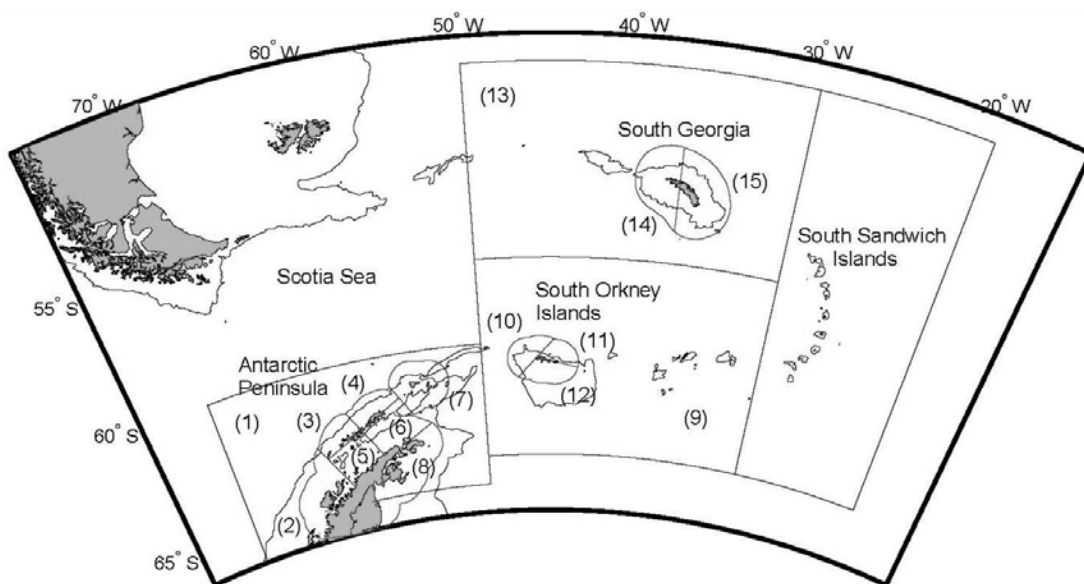 50° W
40° W
60° W
30° W
70° W
20° W
(13)
South Georgia
(15)
(14)
South Sandwich
Islands
Scotia Sea
South Orkney
Islands
55° S
(10)
(11)
Antarctic
Peninsula
(4)
(12)
(7)
(1)
(3)
(9)
(6)
60° S
(5)
(8)
(2)
65° S